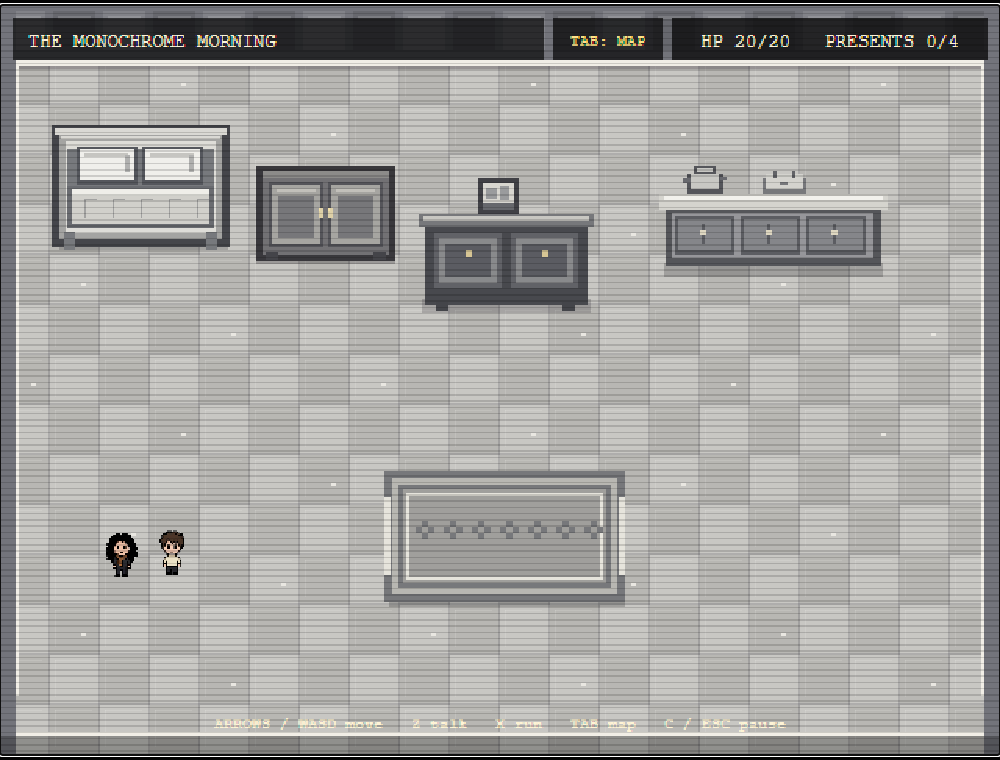 THE MONOCHROME MORNING
TAB: MAP
HP 20/20 PRESENTS 0/4
ARROWS / WASD move Z talk X run TAB map C / ESC pause